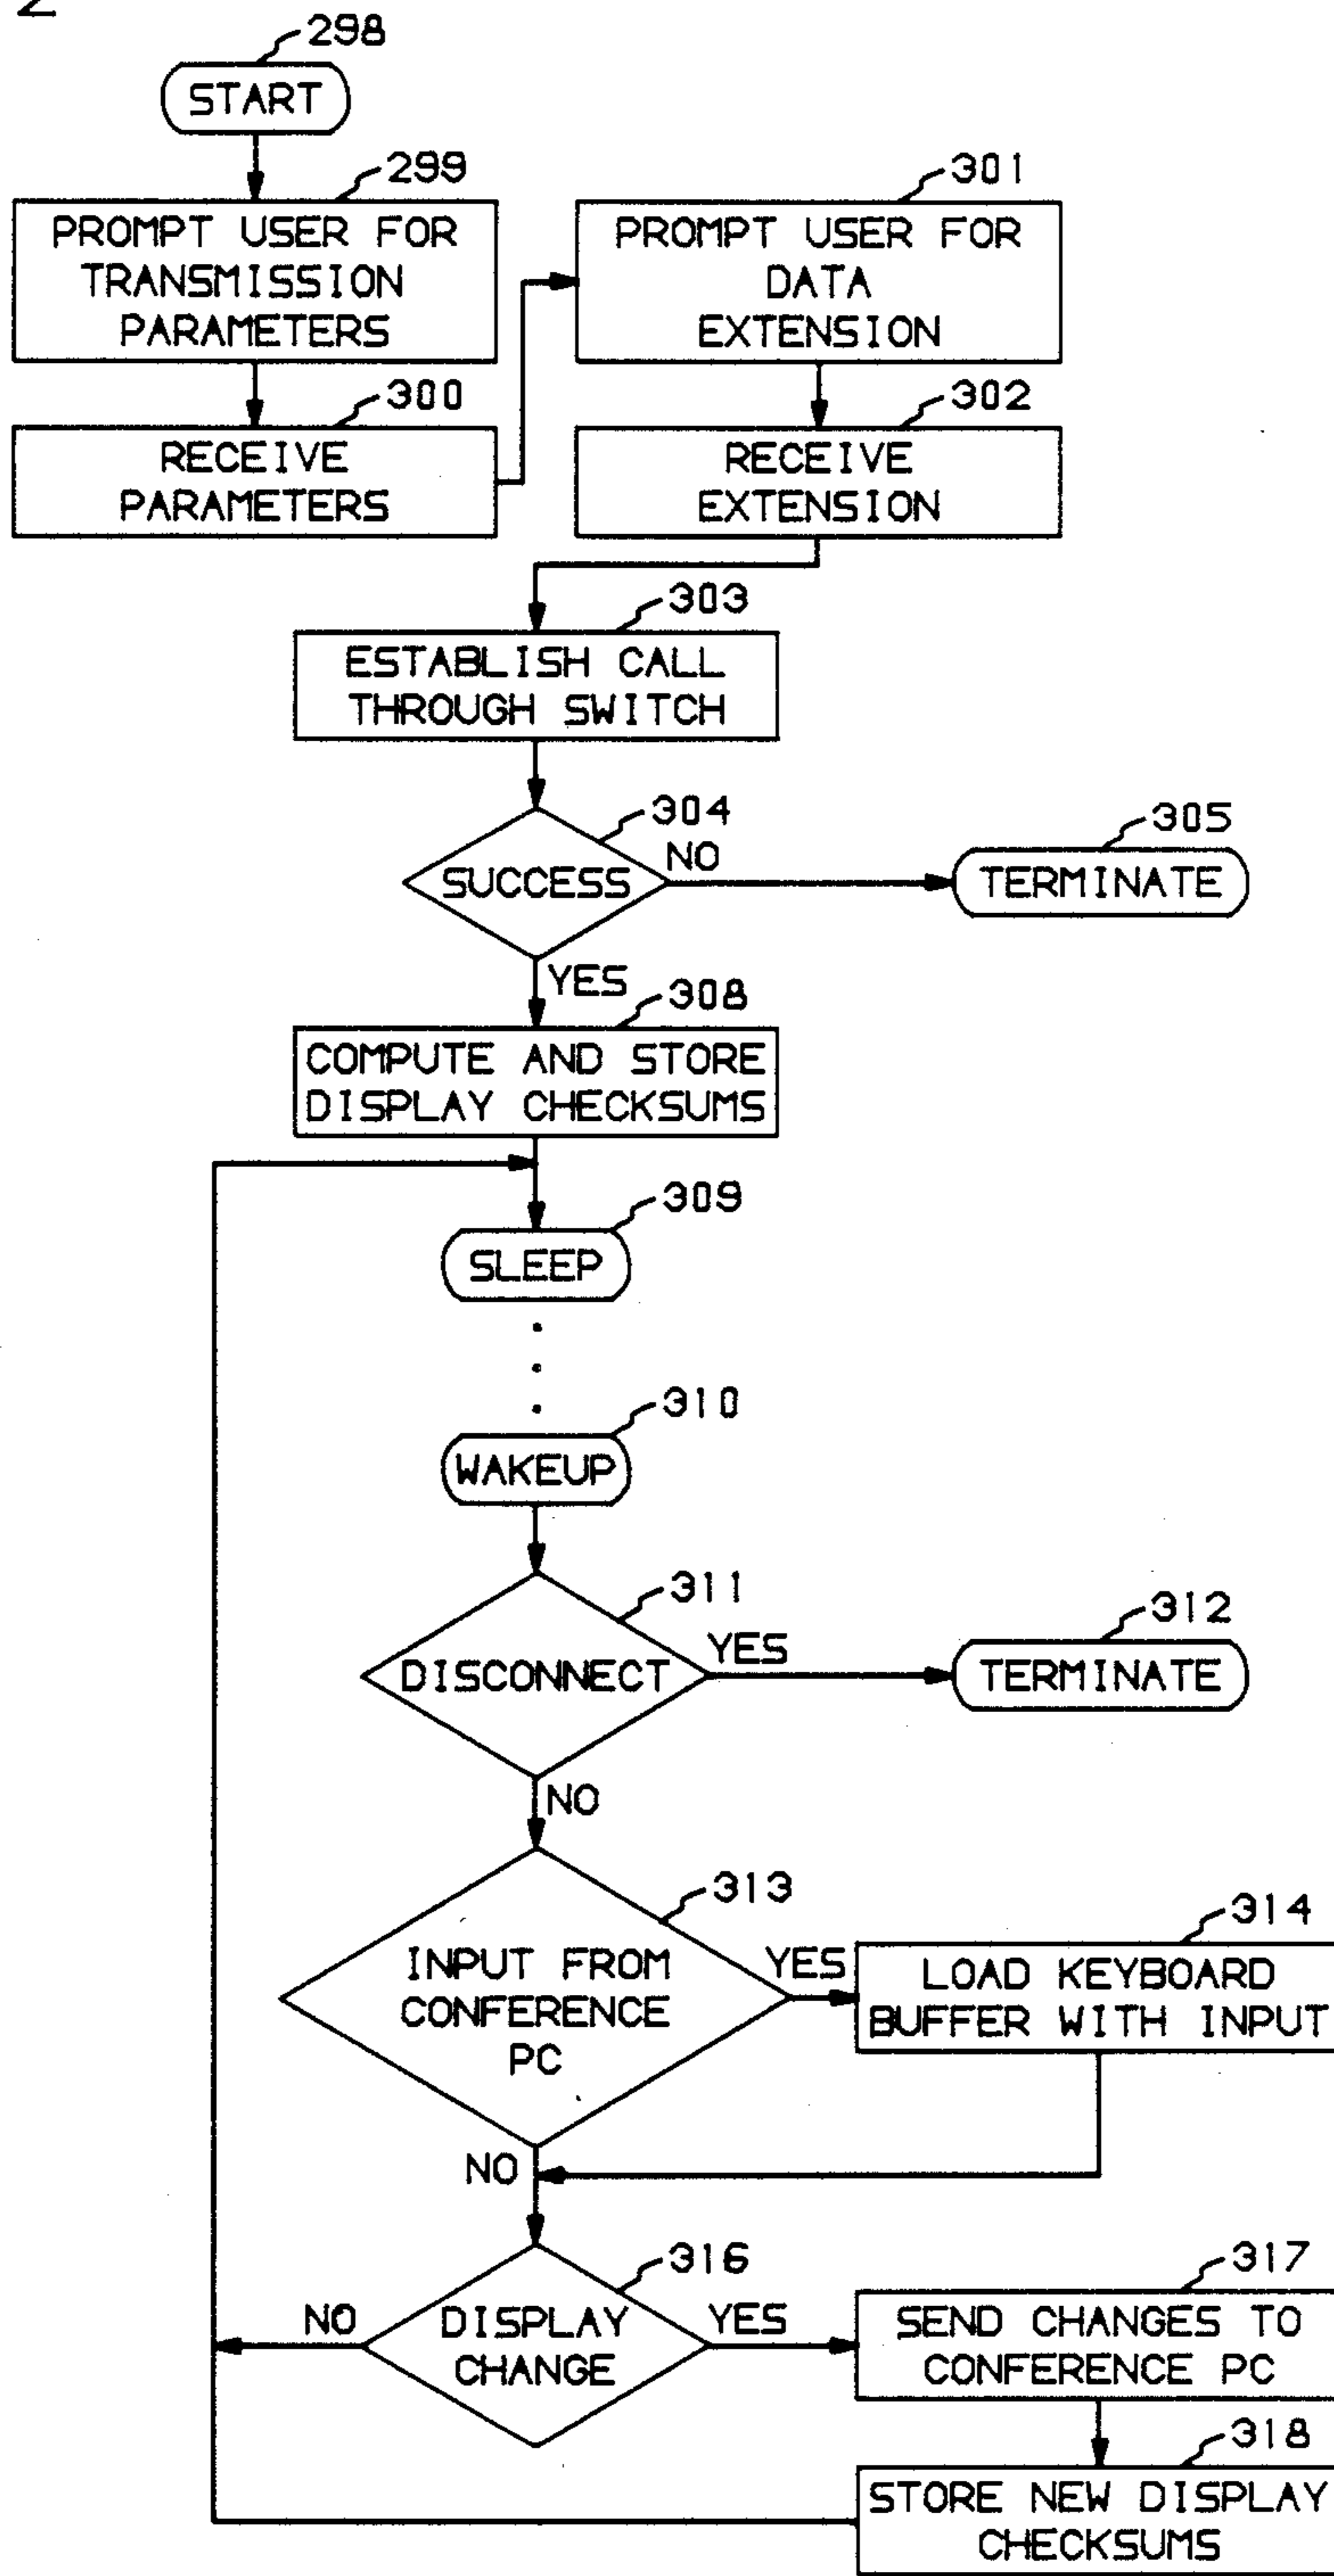 2
298
START
299
PROMPT USER FOR
TRANSMISSION
PARAMETERS
301
PROMPT USER FOR
DATA
EXTENSION
300
RECEIVE
PARAMETERS
302
RECEIVE
EXTENSION
303
ESTABLISH CALL
THROUGH SWITCH
304
SUCCESS
NO
305
TERMINATE
YES
308
COMPUTE AND STORE
DISPLAY CHECKSUMS
309
SLEEP
310
WAKEUP
311
DISCONNECT
YES
312
TERMINATE
NO
313
INPUT FROM
CONFERENCE
PC
YES
314
LOAD KEYBOARD
BUFFER WITH INPUT
NO
316
DISPLAY
CHANGE
NO
YES
317
SEND CHANGES TO
CONFERENCE PC
318
STORE NEW DISPLAY
CHECKSUMS